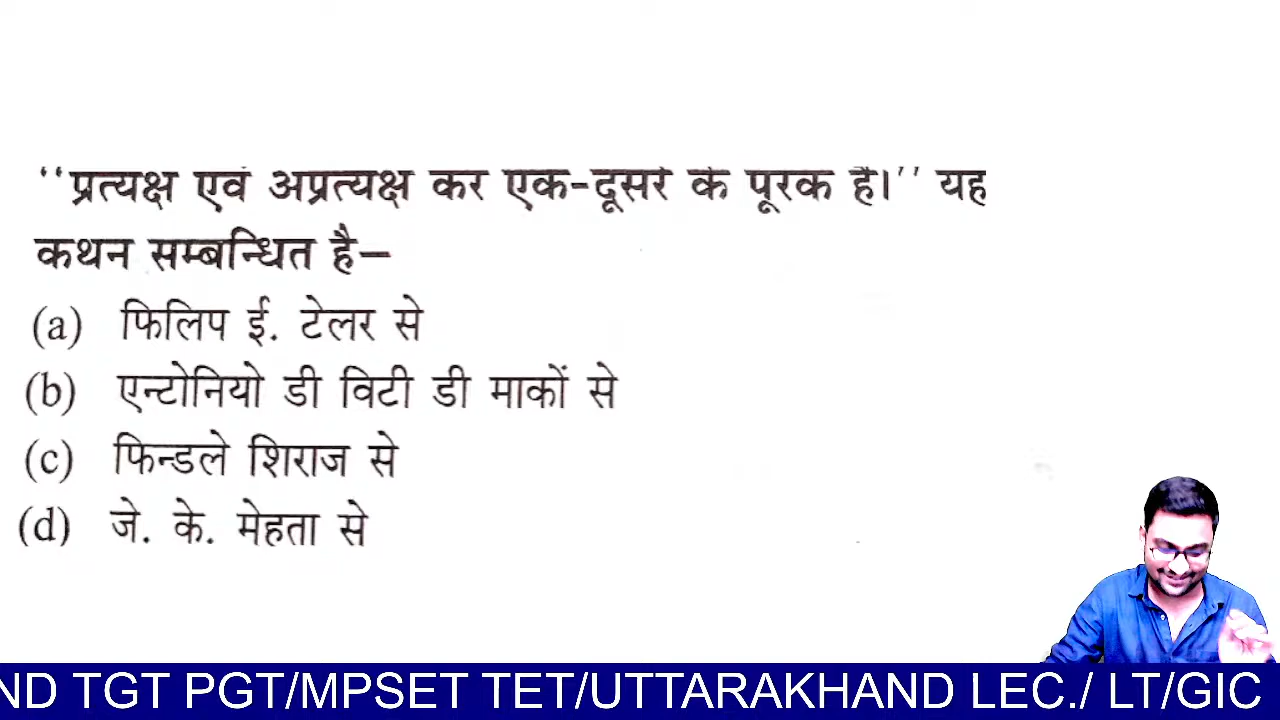 ‘‘प्रत्यक्ष एवं अप्रत्यक्ष कर एक-दूसरे के पूरक हैं।’’ यह
कथन सम्बन्धित है–
(a) फिलिप ई. टेलर से
(b) एन्टोनियो डी विटी डी मार्को से
(c) फिन्डले शिराज से
(d) जे. के. मेहता से
ND TGT PGT/MPSET TET/UTTARAKHAND LEC./ LT/GIC